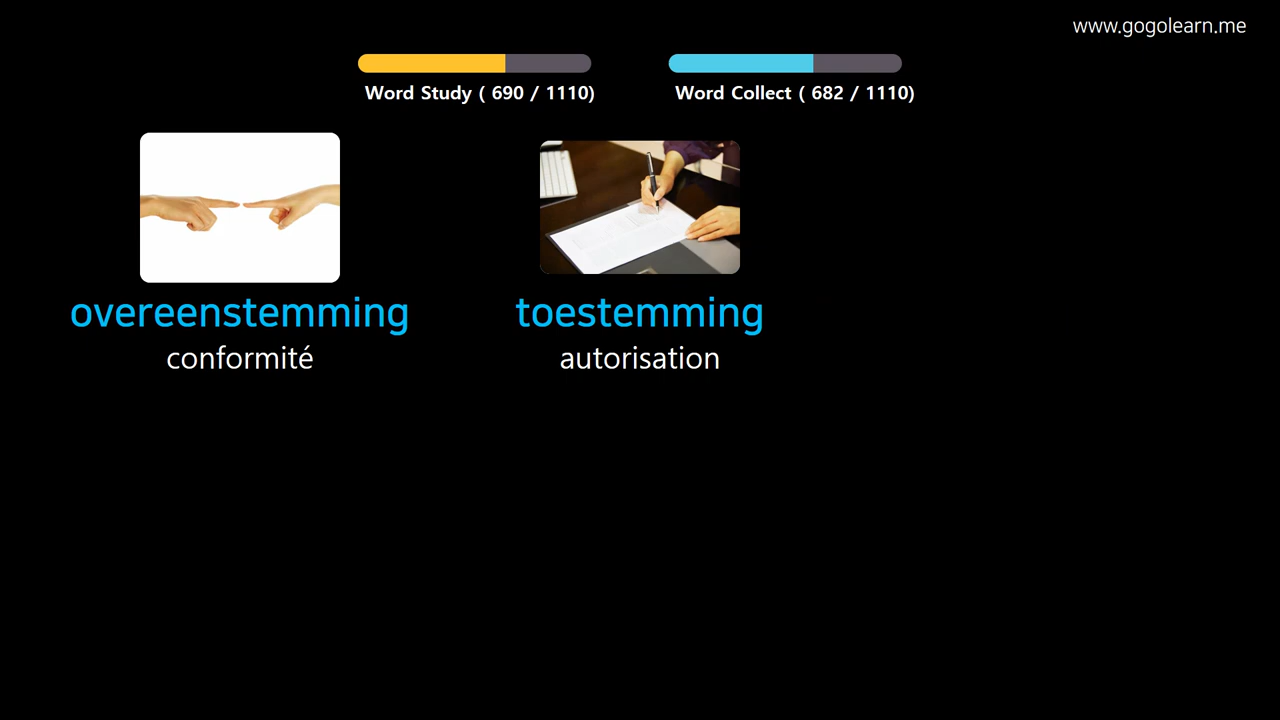 www.gogolearn.me
Word Study ( 690 / 1110)
Word Collect ( 682 / 1110)
overeenstemming
conformité
toestemming
autorisation